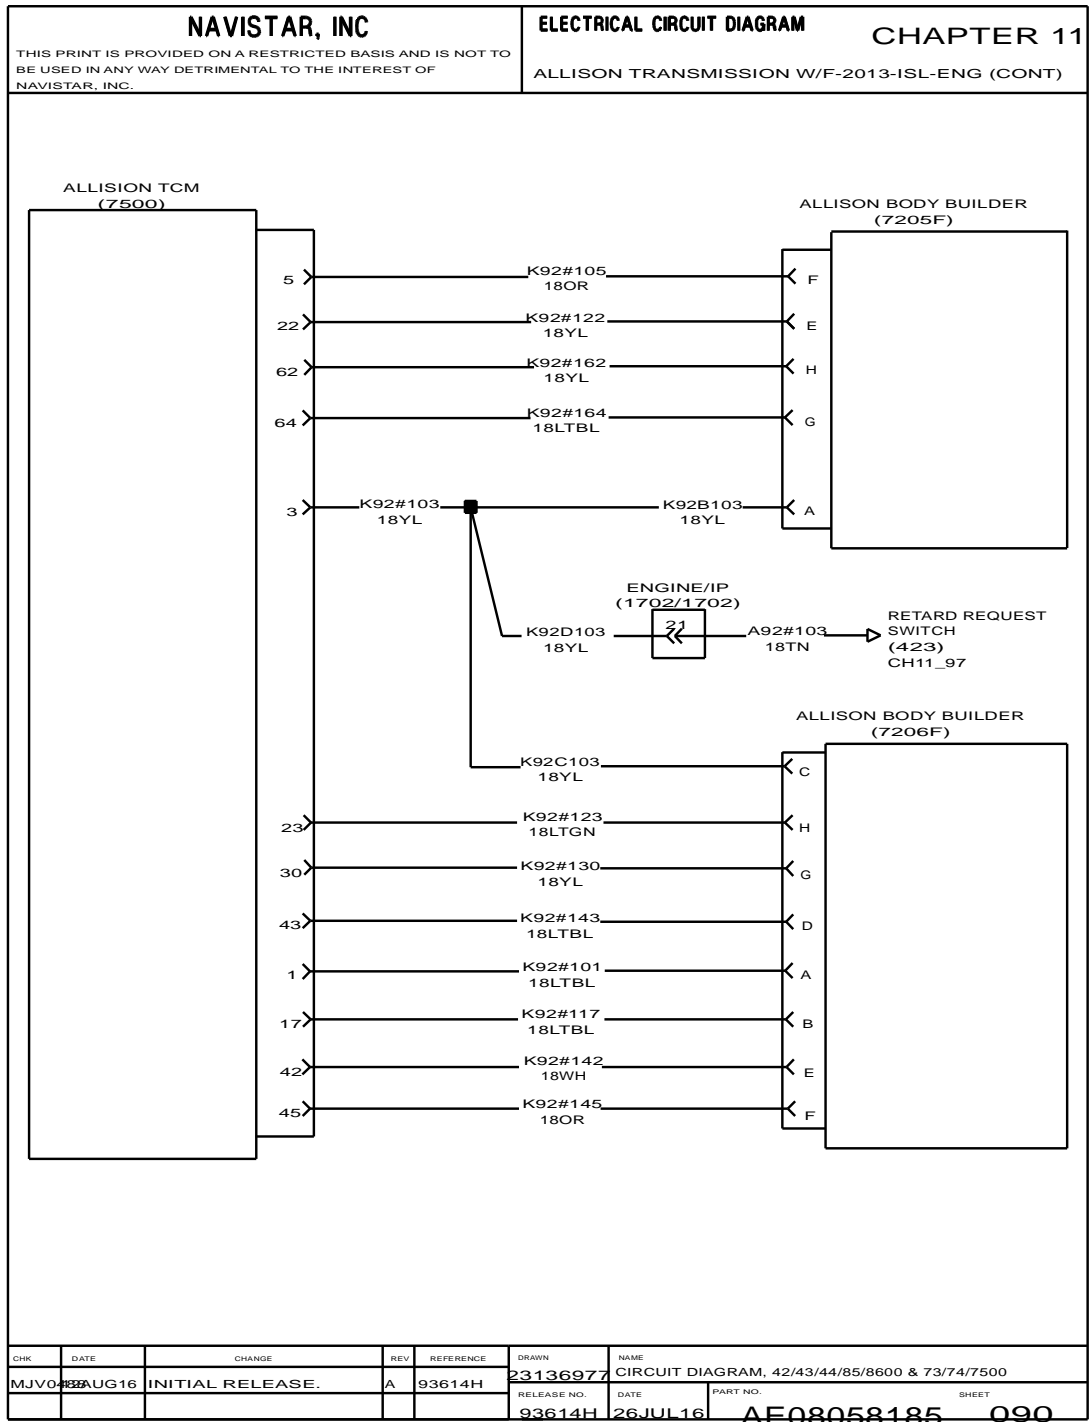 NAVISTAR, INC
THIS PRINT IS PROVIDED ON A RESTRICTED BASIS AND IS NOT TO
BE USED IN ANY WAY DETRIMENTAL TO THE INTEREST OF
NAVISTAR, INC.
ELECTRICAL CIRCUIT DIAGRAM
CHAPTER 11
ALLISON TRANSMISSION W/F-2013-ISL-ENG (CONT)
ALLISION TCM
(7500)
ALLISON BODY BUILDER
(7205F)
5
K92#105
18OR
F
22
K92#122
18YL
E
62
K92#162
18YL
H
64
K92#164
18LTBL
G
3
K92#103
18YL
K92B103
18YL
A
ENGINE/IP
(1702/1702)
K92D103
18YL
21
A92#103
18TN
RETARD REQUEST
SWITCH
(423)
CH11_97
ALLISON BODY BUILDER
(7206F)
K92C103
18YL
C
23
K92#123
18LTGN
H
30
K92#130
18YL
G
43
K92#143
18LTBL
D
1
K92#101
18LTBL
A
17
K92#117
18LTBL
B
42
K92#142
18WH
E
45
K92#145
18OR
F
CHK
DATE
CHANGE
REV
REFERENCE
AUG16
INITIAL RELEASE.
A
93614H
DRAWN
23136977
NAME
CIRCUIT DIAGRAM, 42/43/44/85/8600 & 73/74/7500
RELEASE NO.
93614H
DATE
26JUL16
PART NO.
AE08058185
SHEET
090